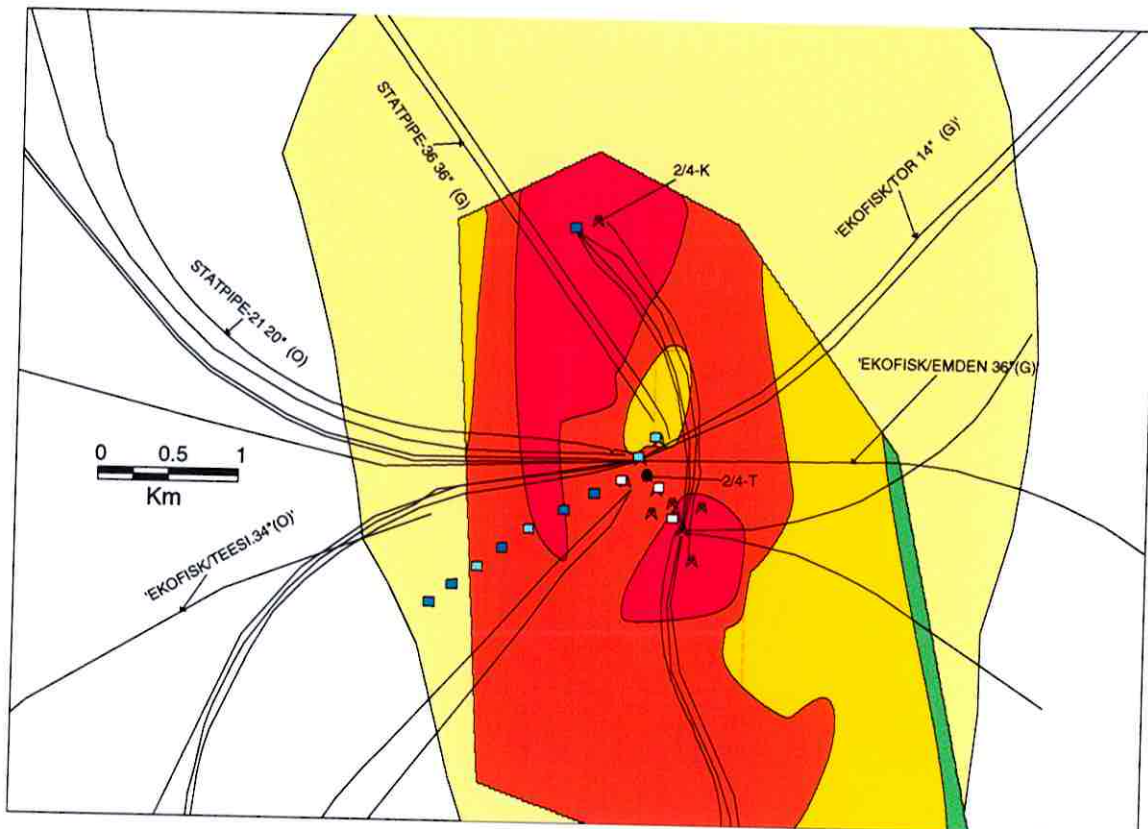 STATPIPE-36 36" (G)
2/4-K
'EKOFISK/TOR 14" (G)'
STATPIPE-21 20" (O)
'EKOFISK/EMDEN 36"(G)
0 0.5 1
Km
2/4-T
'EKOFISK/TEESI.34"(O)'